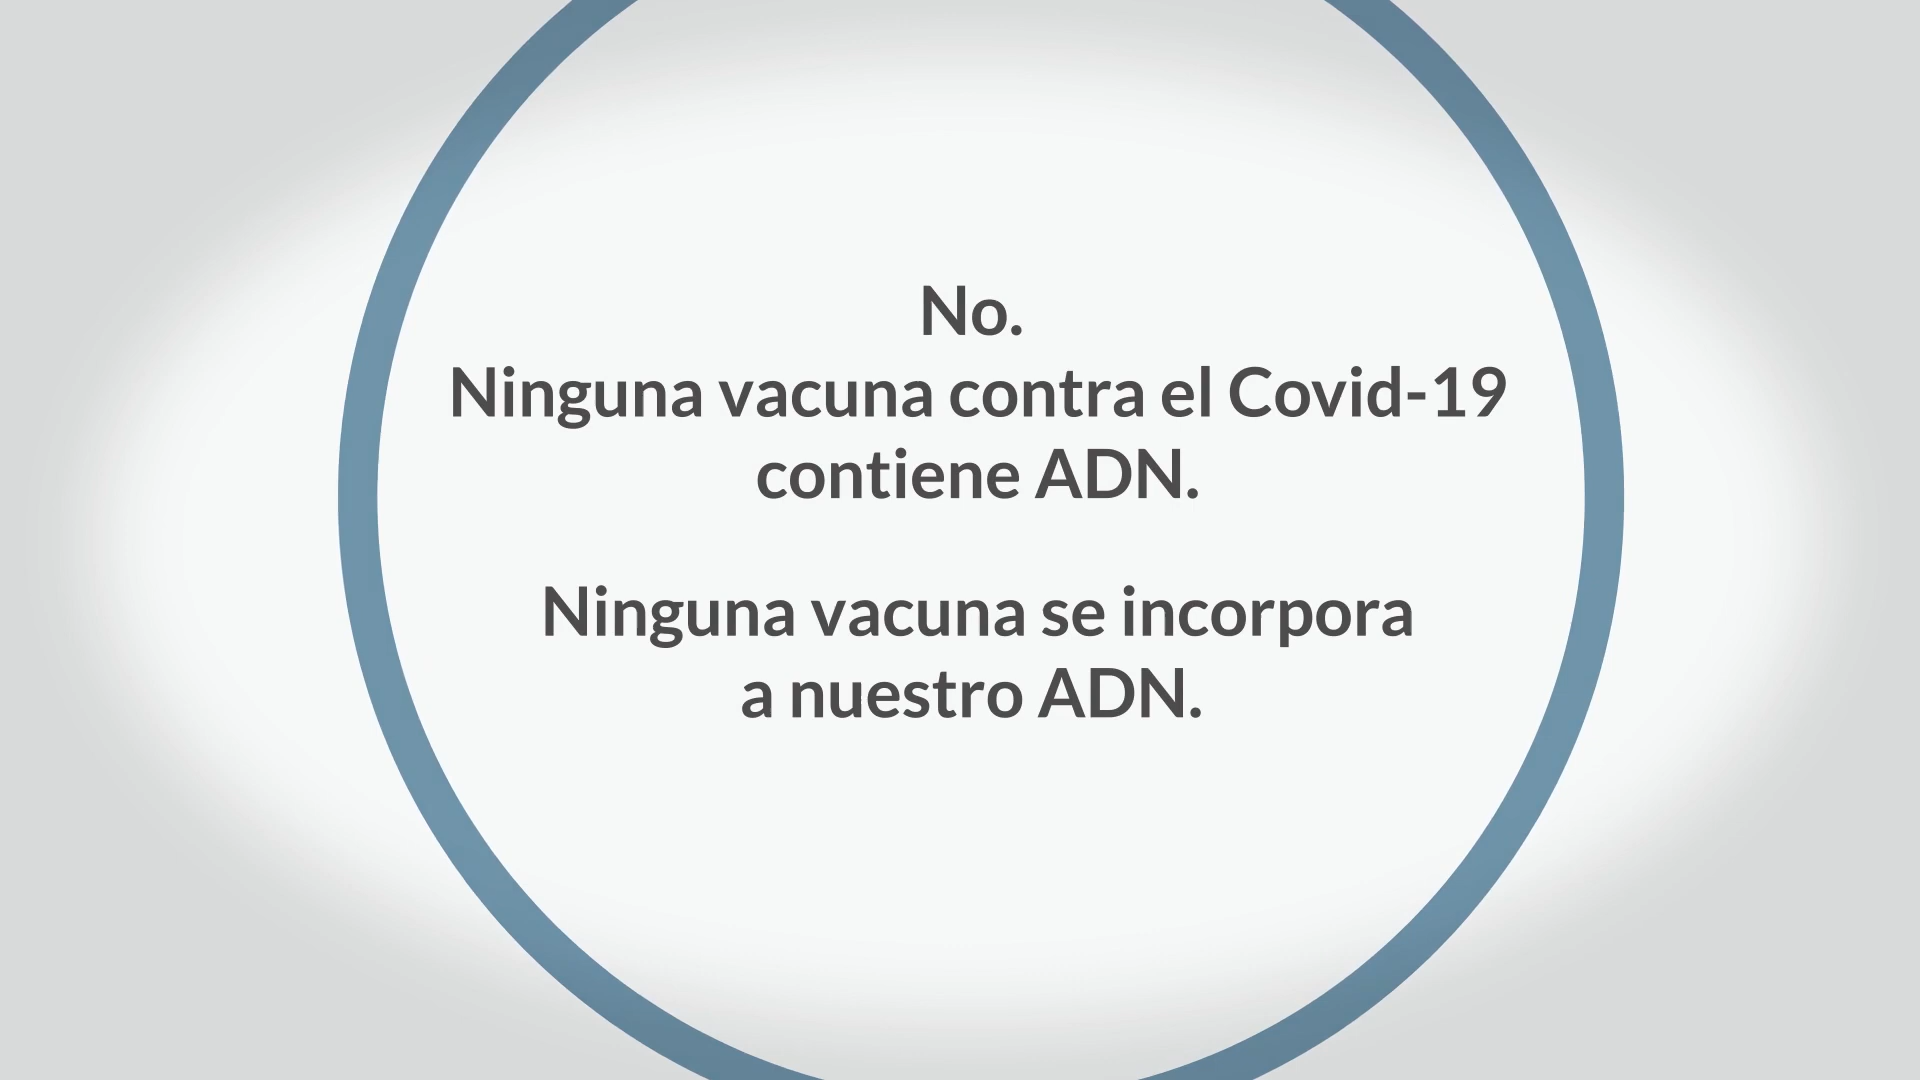 No.
Ninguna vacuna contra el Covid-19
contiene ADN.
Ninguna vacuna se incorpora
a nuestro ADN.